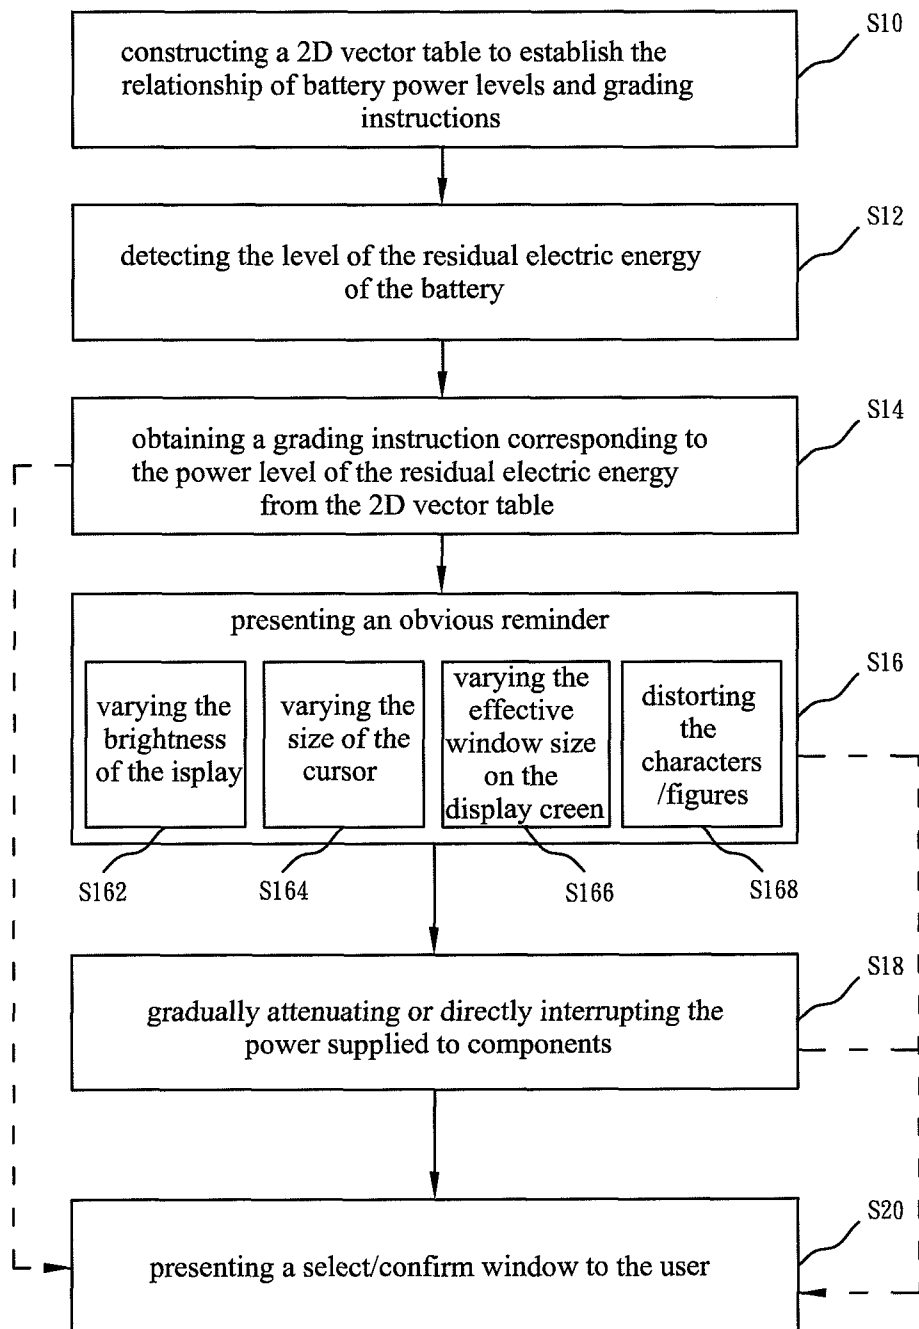 S10
constructing a 2D vector table to establish the
relationship of battery power levels and grading
instructions
S12
detecting the level of the residual electric energy
of the battery
S14
obtaining a grading instruction corresponding to
the power level of the residual electric energy
from the 2D vector table
presenting an obvious reminder
S16
varying the
brightness
of the isplay
varying the
size of the
cursor
varying the
effective
window size
on the
display creen
distorting
the
characters
/figures
S162
S164
S166
S168
S18
gradually attenuating or directly interrupting the
power supplied to components
S20
presenting a select/confirm window to the user